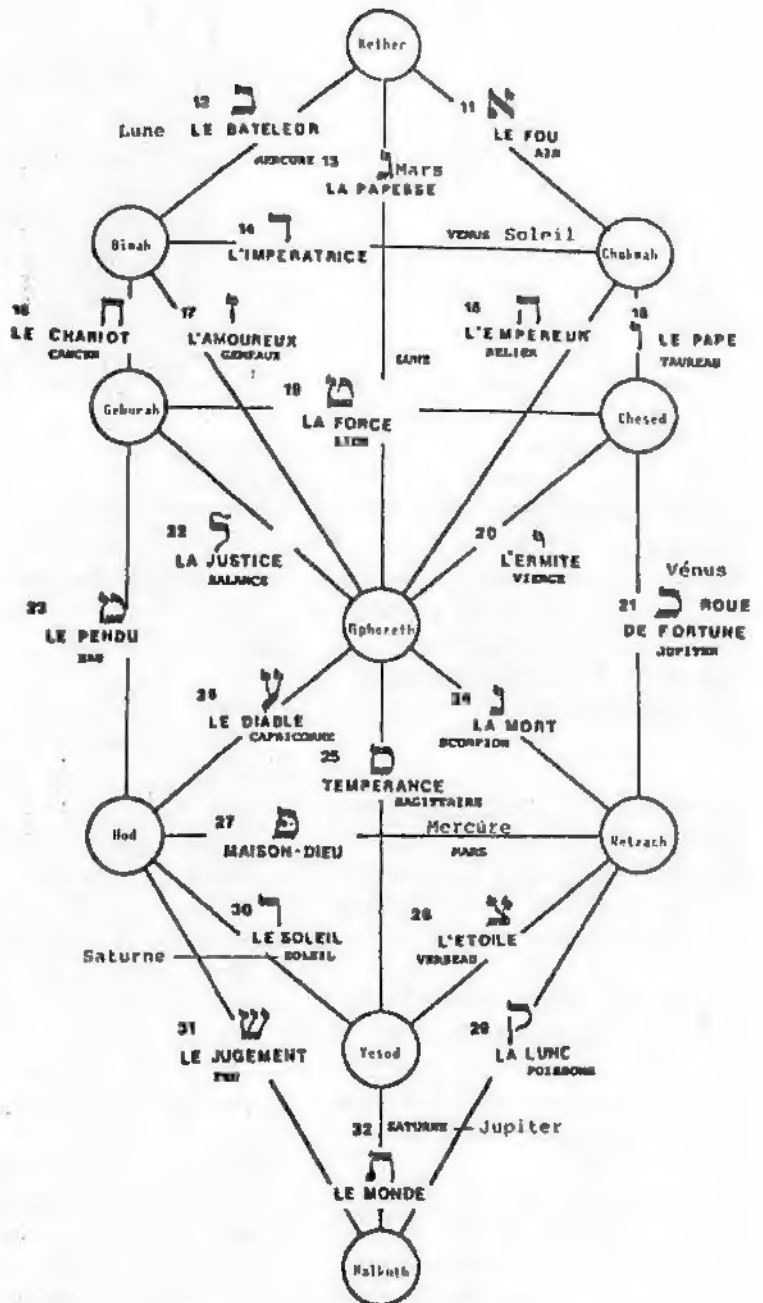 Kether
12 ב
11 א
Lune LE BATELEUR
LE FOU
AIR
MERCURE 13 ג Mars
LA PAPESSE
Binah
14 ד
VENUS Soleil
Chokmah
L'IMPERATRICE
18 ח
17 ז
15 ה
16 ו
LE CHARIOT
CANCER
L'AMOUREUX
GEMEAUX
L'EMPEREUR
BELIER
LE PAPE
TAUREAU
LUNE
Geburah
19 ט
Chesed
LA FORCE
LION
22 ל
20 י
LA JUSTICE
BALANCE
L'ERMITE
VIERGE
Vénus
23 מ
21 כ ROUE
LE PENDU
EAU
Tiphareth
DE FORTUNE
JUPITER
26 ע
24 נ
LE DIABLE
CAPRICORNE
LA MORT
SCORPION
25
TEMPERANCE
SAGITTAIRE
Hod
27 פ
Mercure
Netzach
MAISON-DIEU
MARS
30 ר
28 צ
LE SOLEIL
L'ETOILE
Saturne
SOLEIL
VERSEAU
31 ש
Yesod
29 ק
LE JUGEMENT
FEU
LA LUNE
POISSONS
32 SATURNE Jupiter
ת
LE MONDE
Malkuth